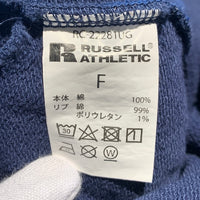 RC-22281UG
RUSSELL
ATHLETIC
F
本体 綿 100%
リブ 綿 99%
ポリウレタン 1%
30